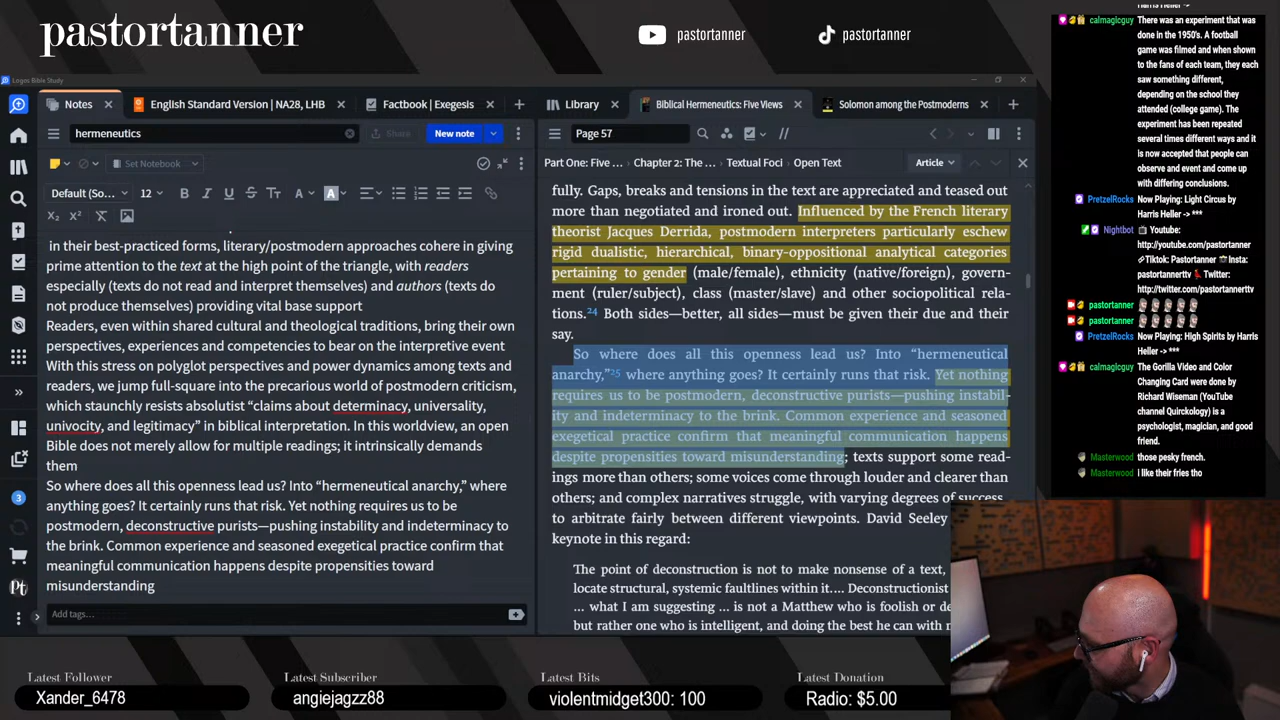 pastortanner
pastortanner
pastortanner
Logos Bible Study
Notes
English Standard Version | NA28, LHB
Factbook | Exegesis
Library
Biblical Hermeneutics: Five Views
Solomon among the Postmoderns
hermeneutics
Share
New note
Page 57
Set Notebook
Part One: Five ...
Chapter 2: The ...
Textual Foci
Open Text
Article
Default (So...
12
in their best-practiced forms, literary/postmodern approaches cohere in giving
prime attention to the text at the high point of the triangle, with readers
especially (texts do not read and interpret themselves) and authors (texts do
not produce themselves) providing vital base support
Readers, even within shared cultural and theological traditions, bring their own
perspectives, experiences and competencies to bear on the interpretive event
With this stress on polyglot perspectives and power dynamics among texts and
readers, we jump full-square into the precarious world of postmodern criticism,
which staunchly resists absolutist “claims about determinacy, universality,
univocity, and legitimacy” in biblical interpretation. In this worldview, an open
Bible does not merely allow for multiple readings; it intrinsically demands
them
So where does all this openness lead us? Into “hermeneutical anarchy,” where
anything goes? It certainly runs that risk. Yet nothing requires us to be
postmodern, deconstructive purists—pushing instability and indeterminacy to
the brink. Common experience and seasoned exegetical practice confirm that
meaningful communication happens despite propensities toward
misunderstanding
Add tags...
3
fully. Gaps, breaks and tensions in the text are appreciated and teased out
more than negotiated and ironed out. Influenced by the French literary
theorist Jacques Derrida, postmodern interpreters particularly eschew
rigid dualistic, hierarchical, binary-oppositional analytical categories
pertaining to gender (male/female), ethnicity (native/foreign), govern-
ment (ruler/subject), class (master/slave) and other sociopolitical rela-
tions.24 Both sides—better, all sides—must be given their due and their
say.
So where does all this openness lead us? Into “hermeneutical
anarchy,”25 where anything goes? It certainly runs that risk. Yet nothing
requires us to be postmodern, deconstructive purists—pushing instabil-
ity and indeterminacy to the brink. Common experience and seasoned
exegetical practice confirm that meaningful communication happens
despite propensities toward misunderstanding; texts support some read-
ings more than others; some voices come through louder and clearer than
others; and complex narratives struggle, with varying degrees of success,
to arbitrate fairly between different viewpoints. David Seeley
keynote in this regard:
The point of deconstruction is not to make nonsense of a text,
locate structural, systemic faultlines within it.... Deconstructionist
... what I am suggesting ... is not a Matthew who is foolish or de
but rather one who is intelligent, and doing the best he can with
Harris Heller -> ***
calmagicguy There was an experiment that was
done in the 1950's. A football
game was filmed and when shown
to the fans of each team, they each
saw something different,
depending on the school they
attended (college game). The
experiment has been repeated
several times different ways and it
is now accepted that people can
observe and event and come up
with differing conclusions.
PretzelRocks Now Playing: Light Circus by
Harris Heller -> ***
Nightbot Youtube:
http://youtube.com/pastortanner
Tiktok: Pastortanner Insta:
pastortannerttv Twitter:
http://twitter.com/pastortannerttv
pastortanner
pastortanner
PretzelRocks Now Playing: High Spirits by Harris
Heller -> ***
calmagicguy The Gorilla Video and Color
Changing Card were done by
Richard Wiseman (YouTube
channel Quirckology) is a
psychologist, magician, and good
friend.
Masterwood those pesky french.
Masterwood i like their fries tho
Latest Follower
Xander_6478
Latest Subscriber
angiejagzz88
Latest Bits
violentmidget300: 100
Latest Donation
Radio: $5.00